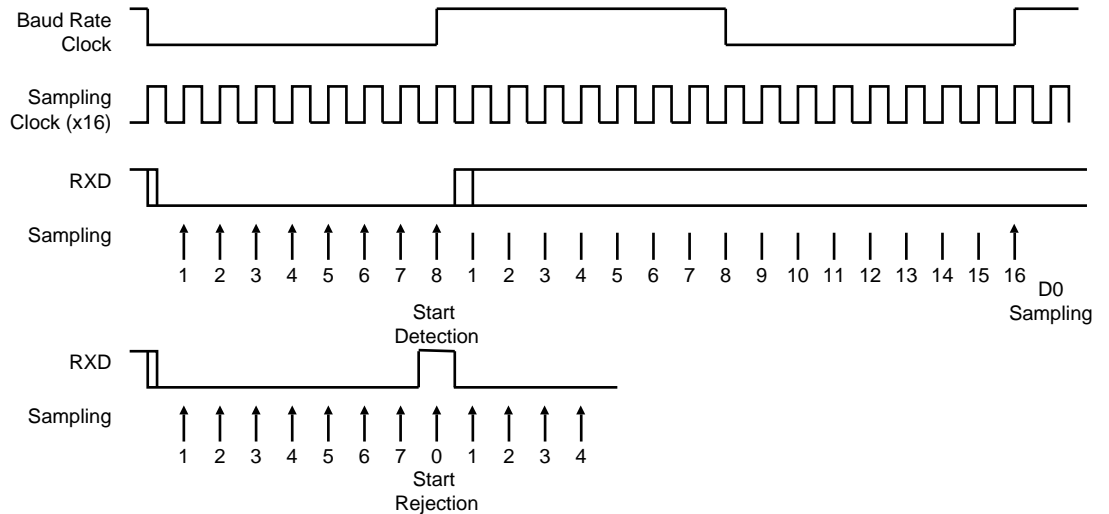 Baud Rate
Clock
Sampling
Clock (x16)
RXD
Sampling
1 2 3 4 5 6 7 8 1 2 3 4 5 6 7 8 9 10 11 12 13 14 15 16
D0
Sampling
Start
Detection
RXD
Sampling
1 2 3 4 5 6 7 0 1 2 3 4
Start
Rejection